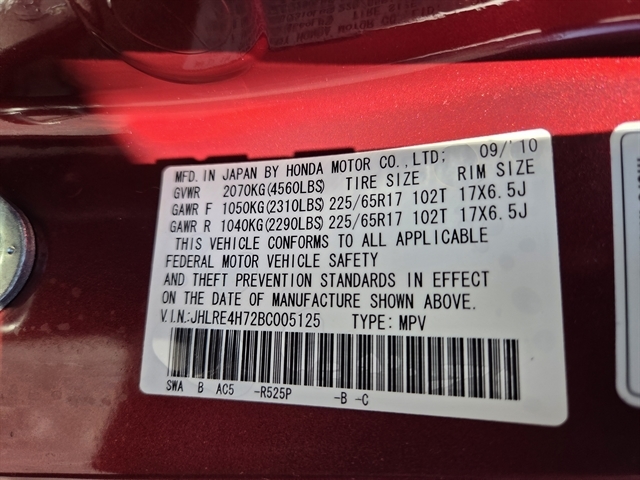 MFD. IN JAPAN BY HONDA MOTOR CO.,LTD; 09/'10
GVWR 2070KG(4560LBS) TIRE SIZE RIM SIZE
GAWR F 1050KG(2310LBS) 225/65R17 102T 17X6.5J
GAWR R 1040KG(2290LBS) 225/65R17 102T 17X6.5J
THIS VEHICLE CONFORMS TO ALL APPLICABLE
FEDERAL MOTOR VEHICLE SAFETY
AND THEFT PREVENTION STANDARDS IN EFFECT
ON THE DATE OF MANUFACTURE SHOWN ABOVE.
V.I.N.:JHLRE4H72BC005125 TYPE: MPV
SWA B AC5 -R525P -B -C